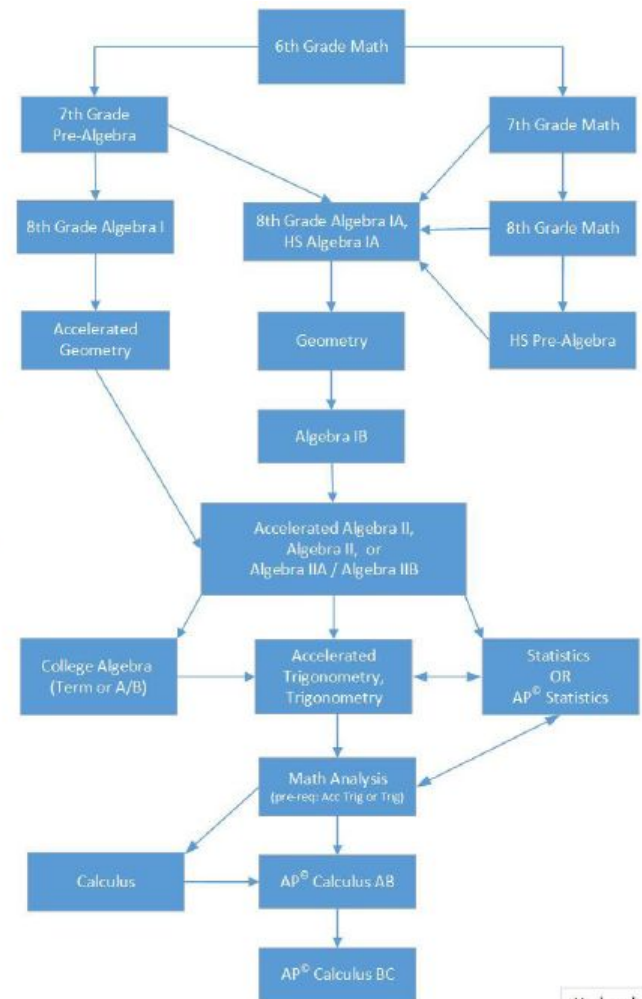 6th Grade Math
7th Grade
Pre-Algebra
7th Grade Math
8th Grade Algebra I
8th Grade Algebra IA,
HS Algebra IA
8th Grade Math
Accelerated
Geometry
Geometry
HS Pre-Algebra
Algebra IB
Accelerated Algebra II,
Algebra II, or
Algebra IIA / Algebra IIB
College Algebra
(Term or A/B)
Accelerated
Trigonometry,
Trigonometry
Statistics
OR
AP© Statistics
Math Analysis
(pre-req: Acc Trig or Trig)
Calculus
AP© Calculus AB
AP© Calculus BC